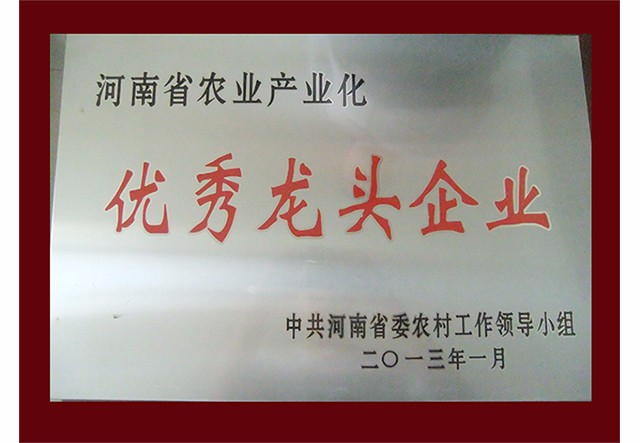 河南省农业产业化
优秀龙头企业
中共河南省委农村工作领导小组
二〇一三年一月